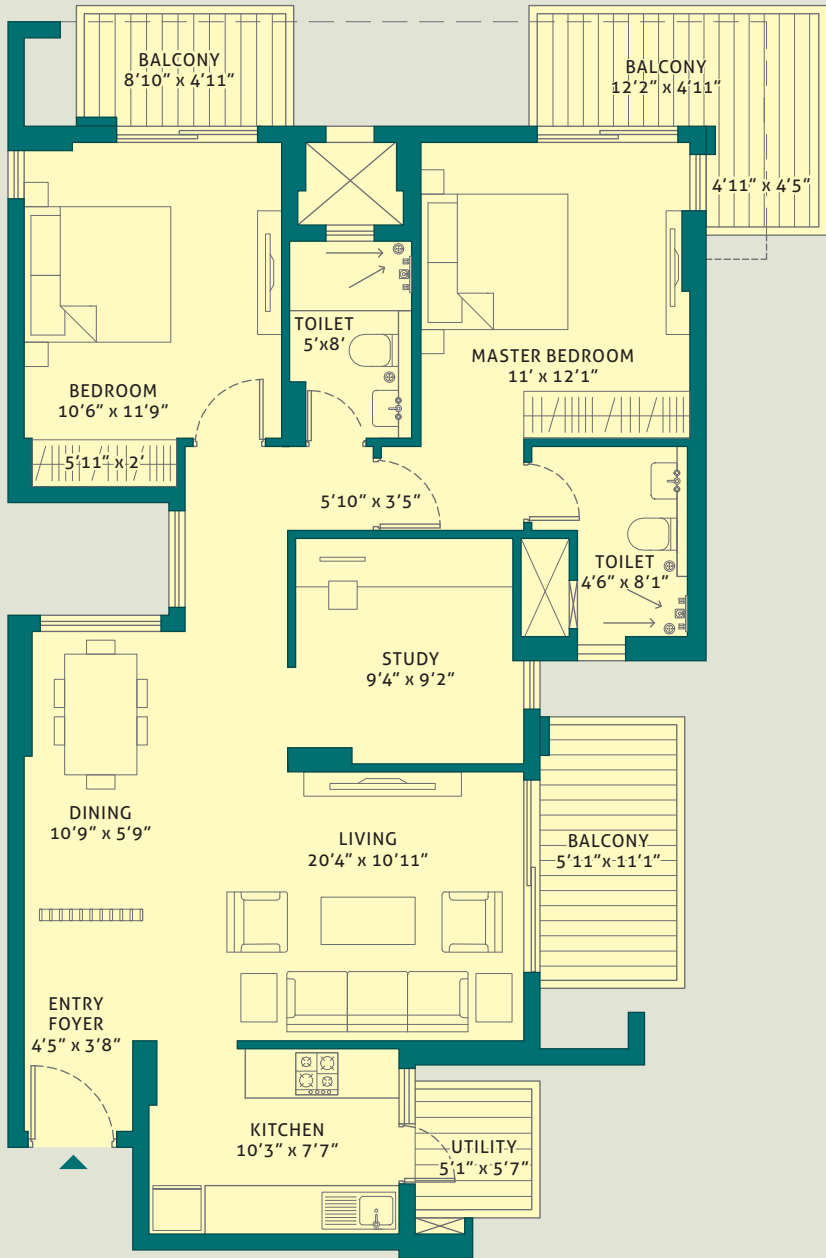 BALCONY
8'10" x 4'11"
BALCONY
12'2" x 4'11"
4'11" x 4'5"
TOILET
5'x8'
MASTER BEDROOM
11' x 12'1"
BEDROOM
10'6" x 11'9"
5'11" x 2'
5'10" x 3'5"
TOILET
4'6" x 8'1"
STUDY
9'4" x 9'2"
DINING
10'9" x 5'9"
LIVING
20'4" x 10'11"
BALCONY
5'11"x 11'1"
ENTRY
FOYER
4'5" x 3'8"
KITCHEN
10'3" x 7'7"
UTILITY
5'1" x 5'7"